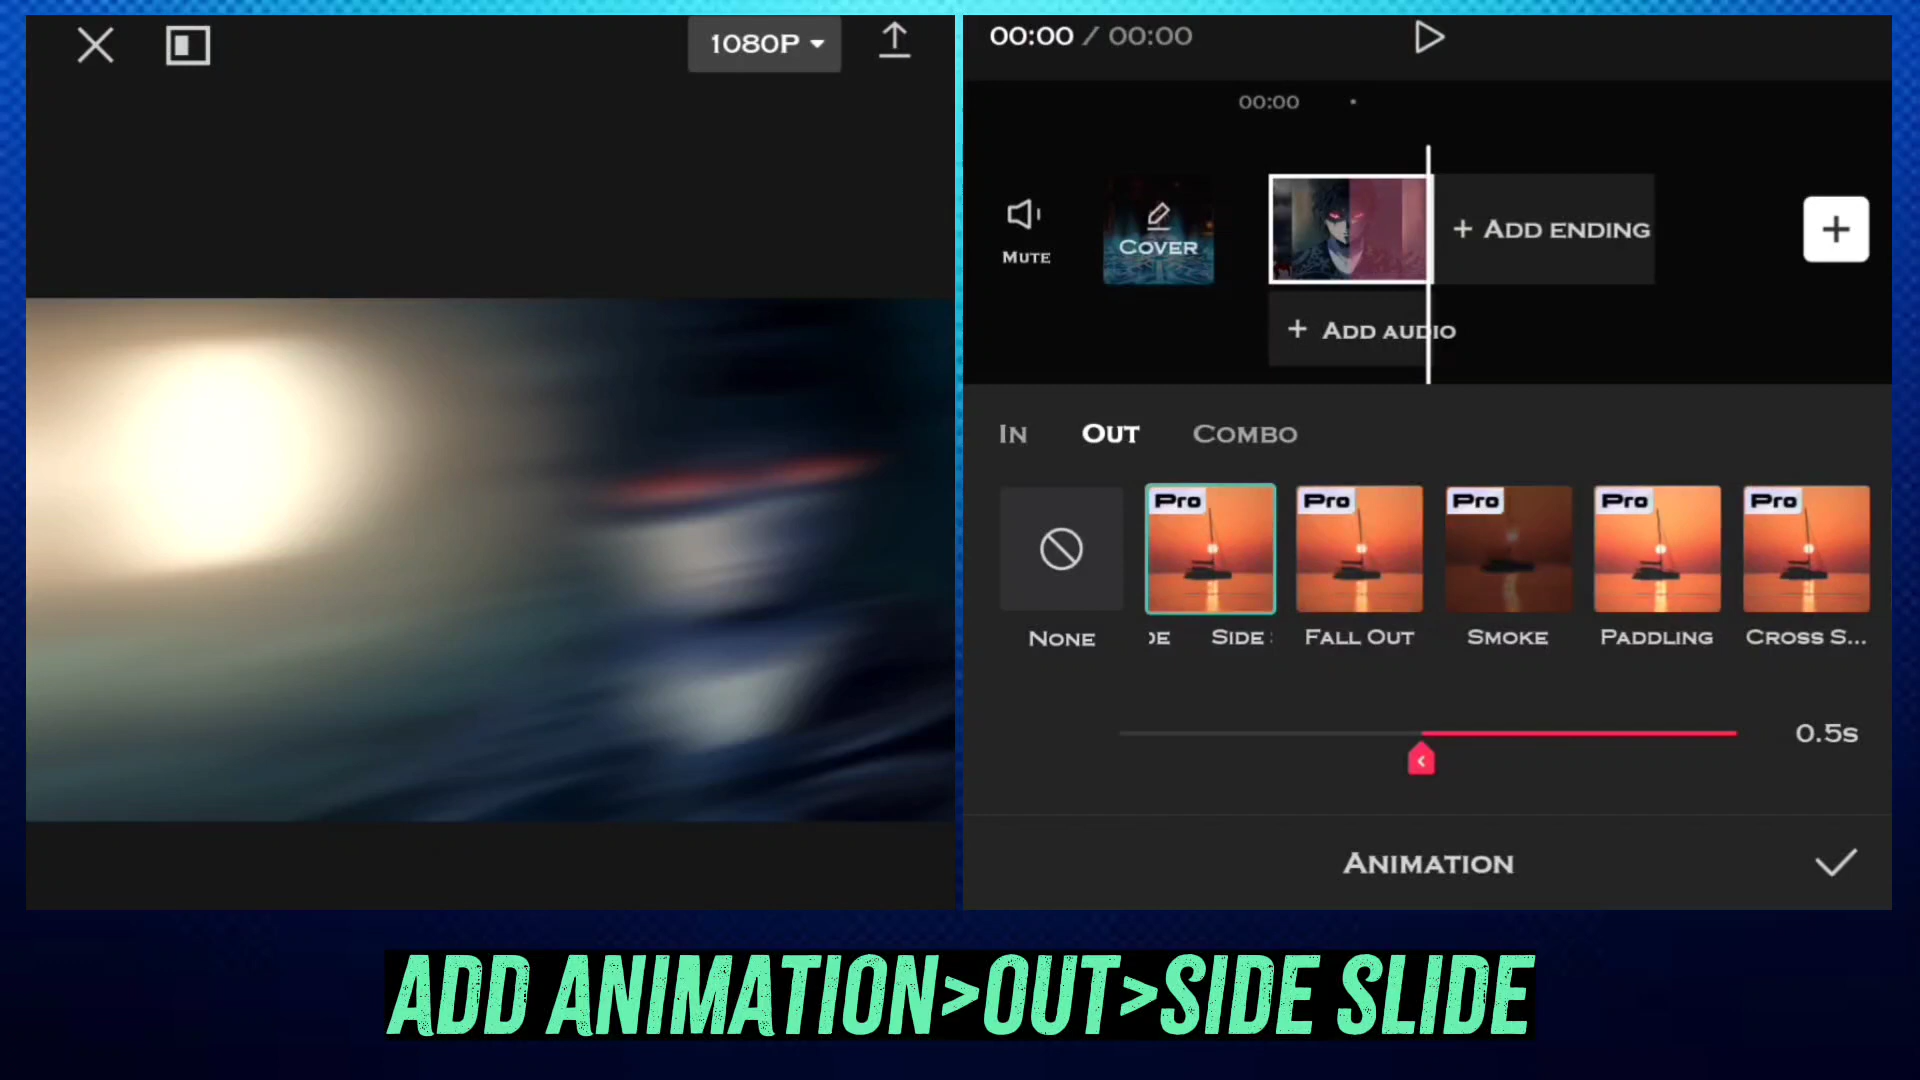 1080P
00:00 / 00:00
00:00
MUTE
COVER
+ ADD ENDING
+ ADD AUDIO
IN OUT COMBO
Pro Pro Pro Pro Pro
NONE DE SIDE FALL OUT SMOKE PADDLING CROSS S...
0.5s
ANIMATION
ADD ANIMATION>OUT>SIDE SLIDE